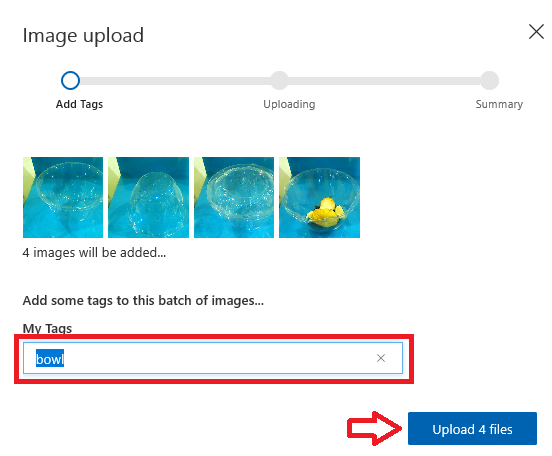 Image upload
Add Tags
Uploading
Summary
4 images will be added...
Add some tags to this batch of images...
My Tags
bowl
Upload 4 files